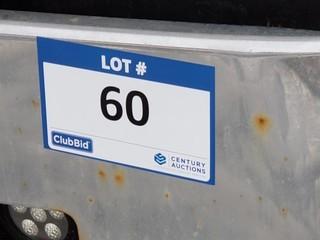 LOT #
60
ClubBid
CENTURY
AUCTIONS